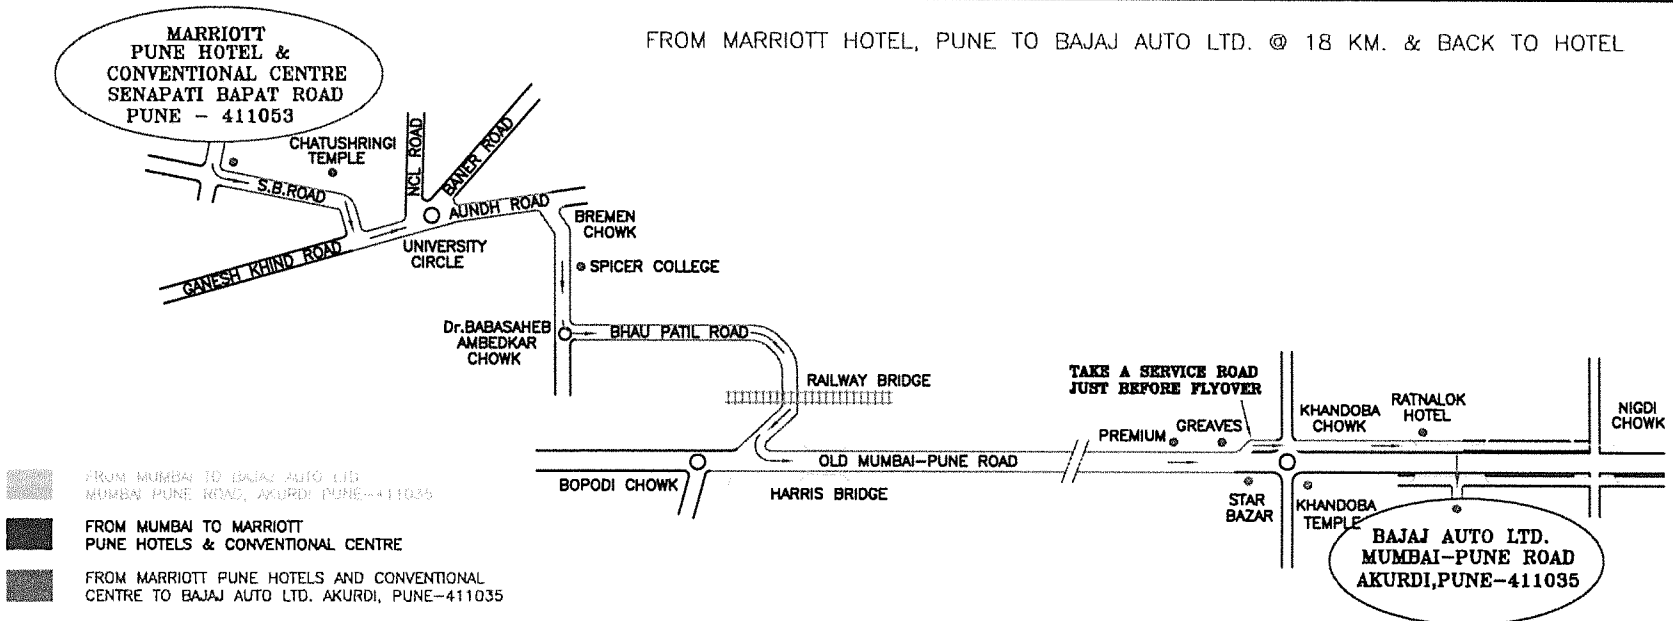 MARRIOTT
PUNE HOTEL &
CONVENTIONAL CENTRE
SENAPATI BAPAT ROAD
PUNE - 411053
FROM MARRIOTT HOTEL, PUNE TO BAJAJ AUTO LTD. @ 18 KM. & BACK TO HOTEL
CHATUSHRINGI
TEMPLE
NCL ROAD
BANER ROAD
S.B.ROAD
AUNDH ROAD
BREMEN
CHOWK
GANESH KHIND ROAD
UNIVERSITY
CIRCLE
SPICER COLLEGE
Dr.BABASAHEB
AMBEDKAR
CHOWK
BHAU PATIL ROAD
RAILWAY BRIDGE
TAKE A SERVICE ROAD
JUST BEFORE FLYOVER
PREMIUM
GREAVES
KHANDOBA
CHOWK
RATNALOK
HOTEL
NIGDI
CHOWK
OLD MUMBAI-PUNE ROAD
BOPODI CHOWK
HARRIS BRIDGE
STAR
BAZAR
KHANDOBA
TEMPLE
BAJAJ AUTO LTD.
MUMBAI-PUNE ROAD
AKURDI,PUNE-411035
FROM MUMBAI TO BAJAJ AUTO LTD
MUMBAI PUNE ROAD, AKURDI PUNE-411035
FROM MUMBAI TO MARRIOTT
PUNE HOTELS & CONVENTIONAL CENTRE
FROM MARRIOTT PUNE HOTELS AND CONVENTIONAL
CENTRE TO BAJAJ AUTO LTD. AKURDI, PUNE-411035